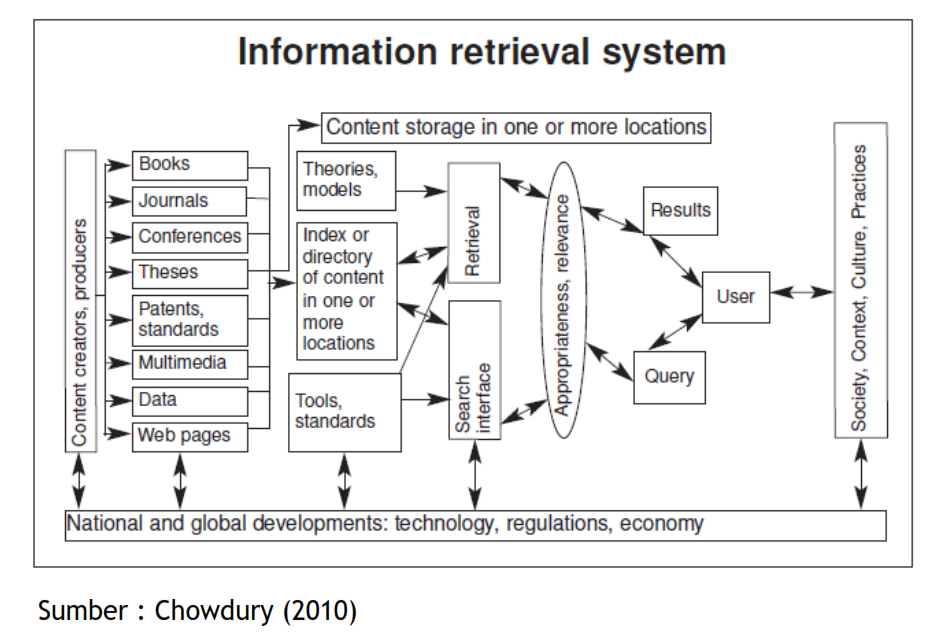 Information retrieval system
Content storage in one or more locations
Content creators, producers
Books
Journals
Conferences
Theses
Patents,
standards
Multimedia
Data
Web pages
Theories,
models
Index or
directory
of content
in one or
more
locations
Tools,
standards
Retrieval
Search
interface
Appropriateness, relevance
Results
User
Query
Society, Context, Culture, Practices
National and global developments: technology, regulations, economy
Sumber : Chowdury (2010)